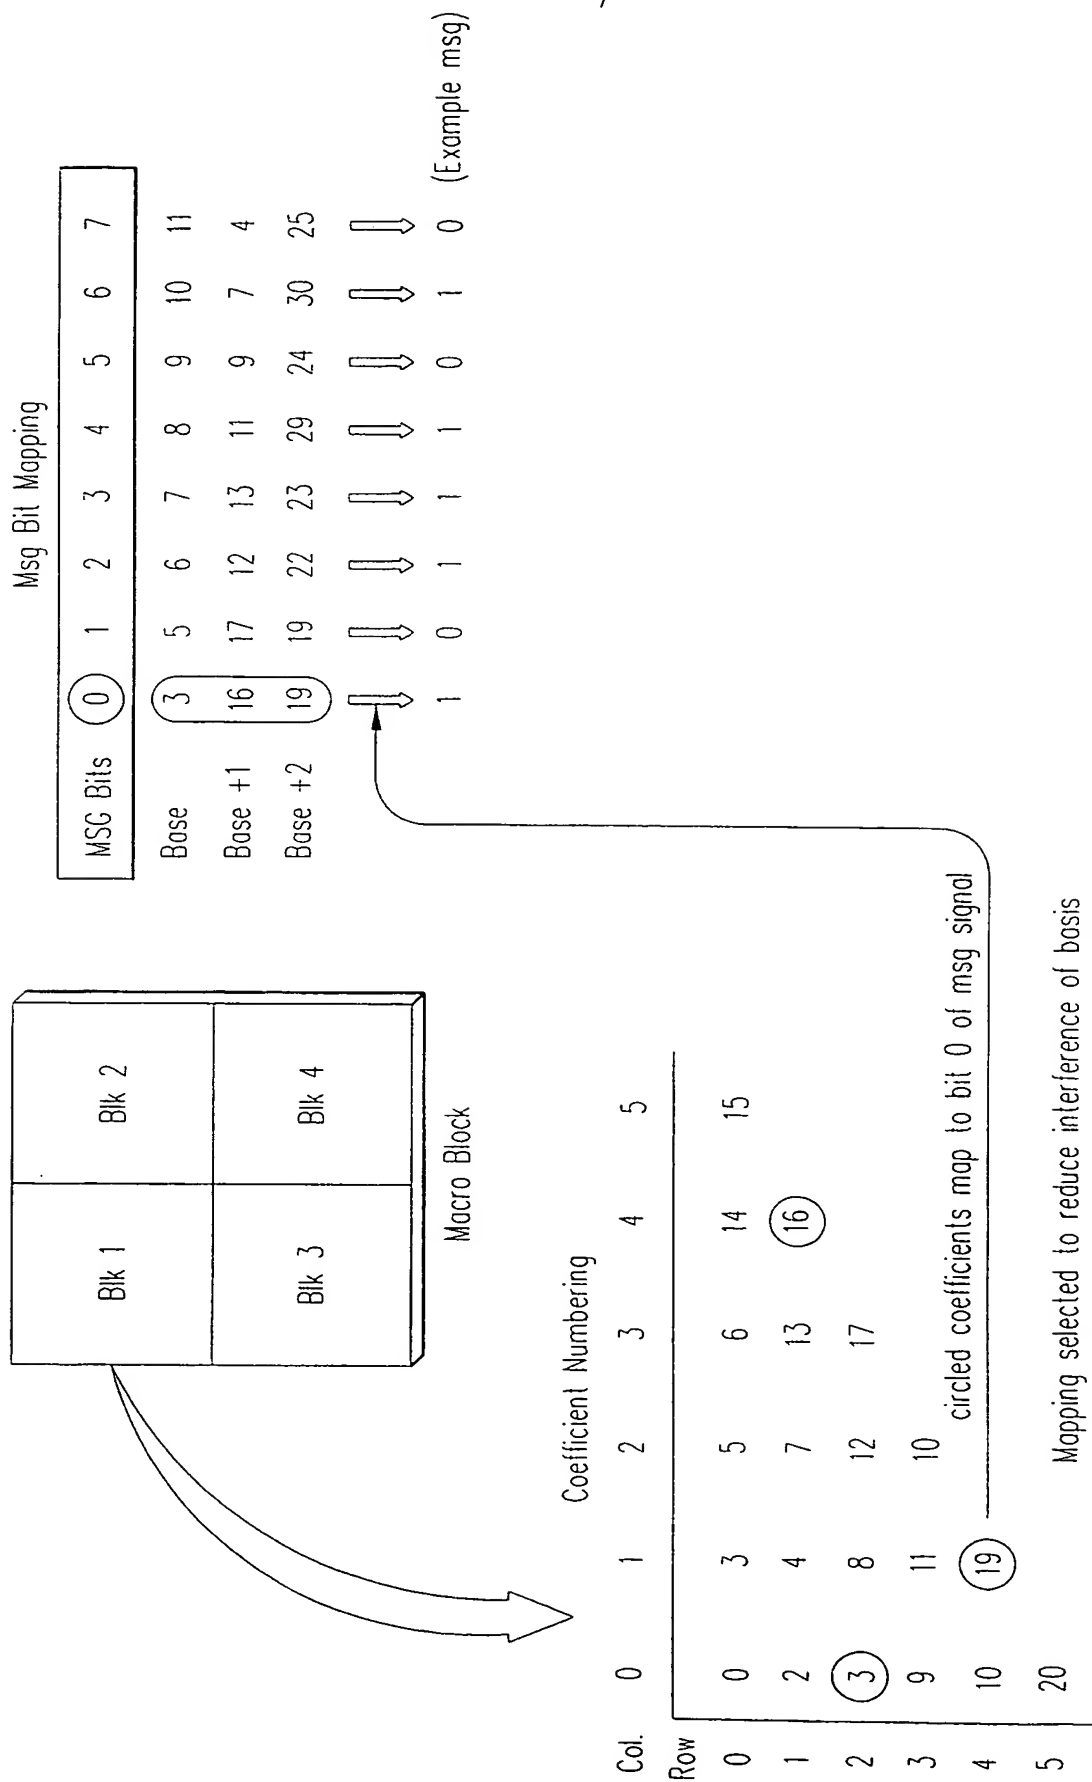 Blk 1 Blk 2
Blk 3 Blk 4
Macro Block
Msg Bit Mapping
MSG Bits 0 1 2 3 4 5 6 7
Base 3 5 6 7 8 9 10 11
Base +1 16 17 12 13 11 9 7 4
Base +2 19 19 22 23 29 24 30 25
1 0 1 1 1 0 1 0 (Example msg)
Coefficient Numbering
Col. 0 1 2 3 4 5
Row
0 0 3 5 6 14 15
1 2 4 7 13 16
2 3 8 12 17
3 9 11 10
4 10 19
5 20
circled coefficients map to bit 0 of msg signal
Mapping selected to reduce interference of basis